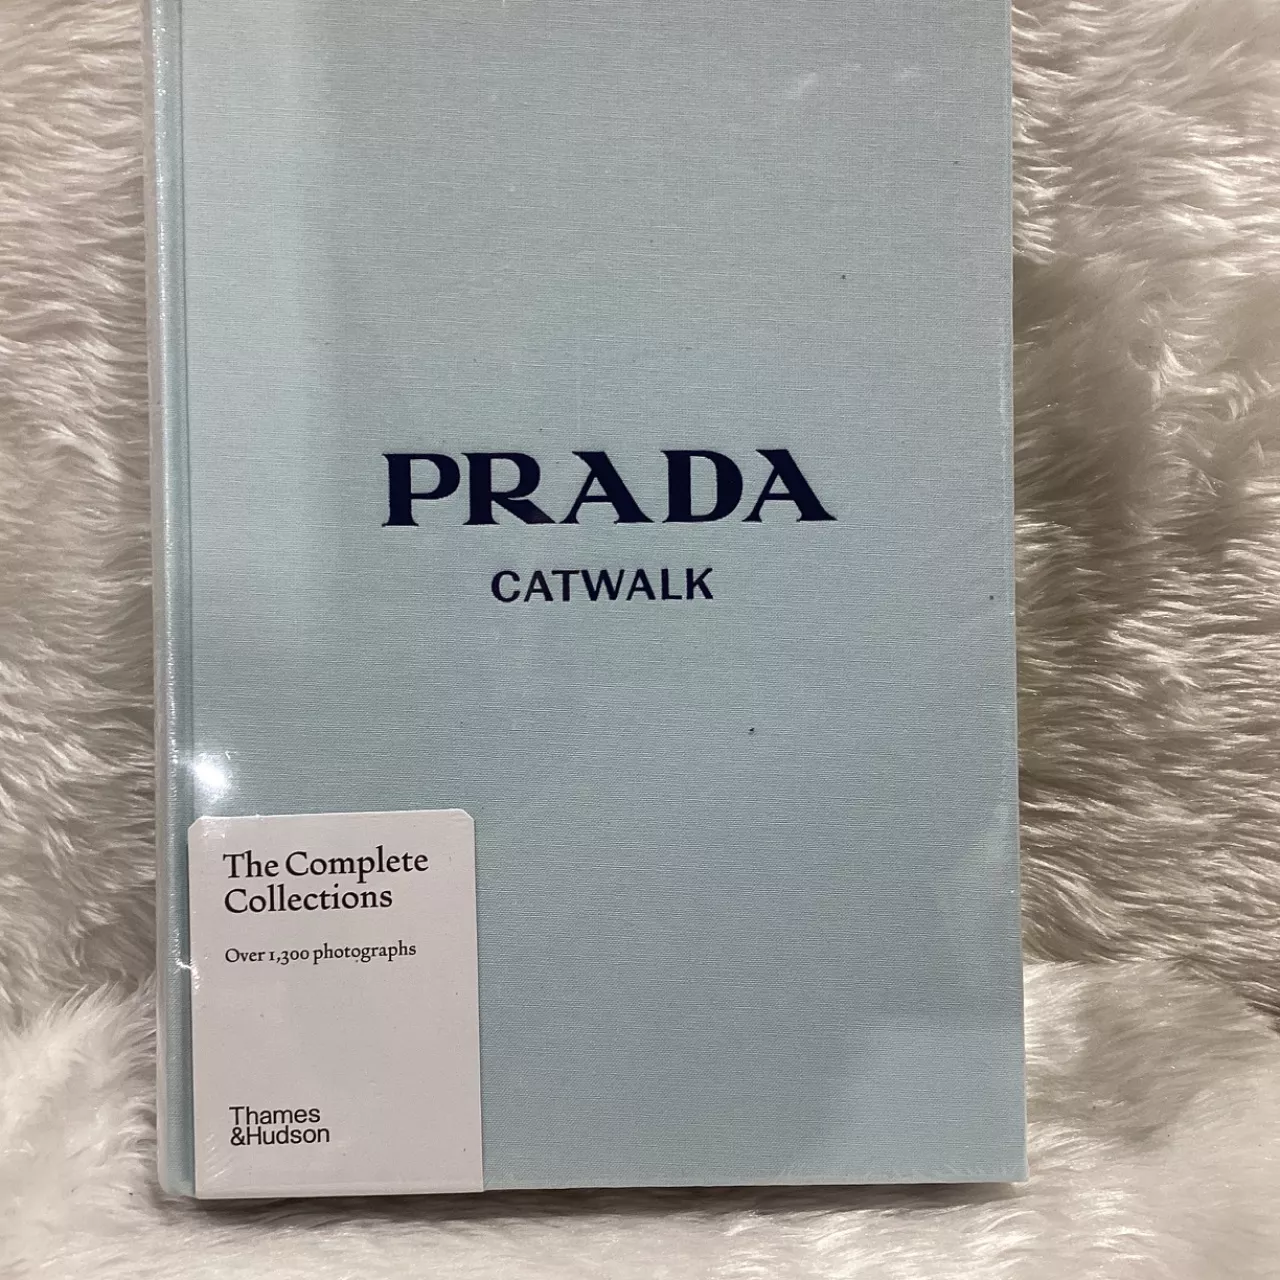 PRADA
CATWALK
The Complete
Collections
Over 1,300 photographs
Thames
&Hudson